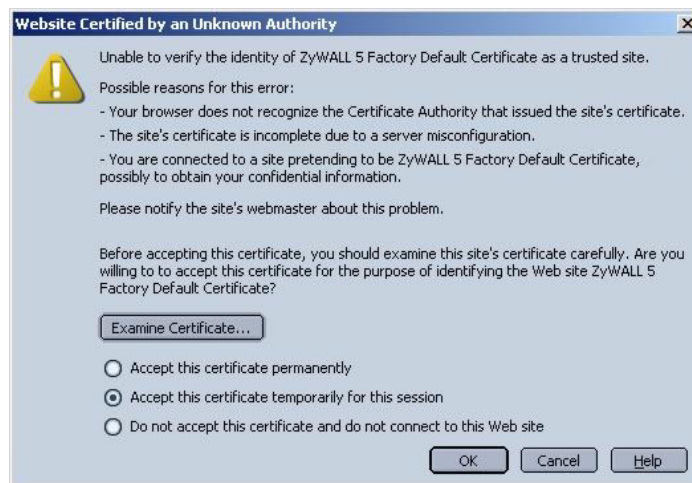 Website Certified by an Unknown Authority
Unable to verify the identity of ZyWALL 5 Factory Default Certificate as a trusted site.
Possible reasons for this error:
- Your browser does not recognize the Certificate Authority that issued the site's certificate.
- The site's certificate is incomplete due to a server misconfiguration.
- You are connected to a site pretending to be ZyWALL 5 Factory Default Certificate,
possibly to obtain your confidential information.
Please notify the site's webmaster about this problem.
Before accepting this certificate, you should examine this site's certificate carefully. Are you
willing to to accept this certificate for the purpose of identifying the Web site ZyWALL 5
Factory Default Certificate?
Examine Certificate...
Accept this certificate permanently
Accept this certificate temporarily for this session
Do not accept this certificate and do not connect to this Web site
OK Cancel Help